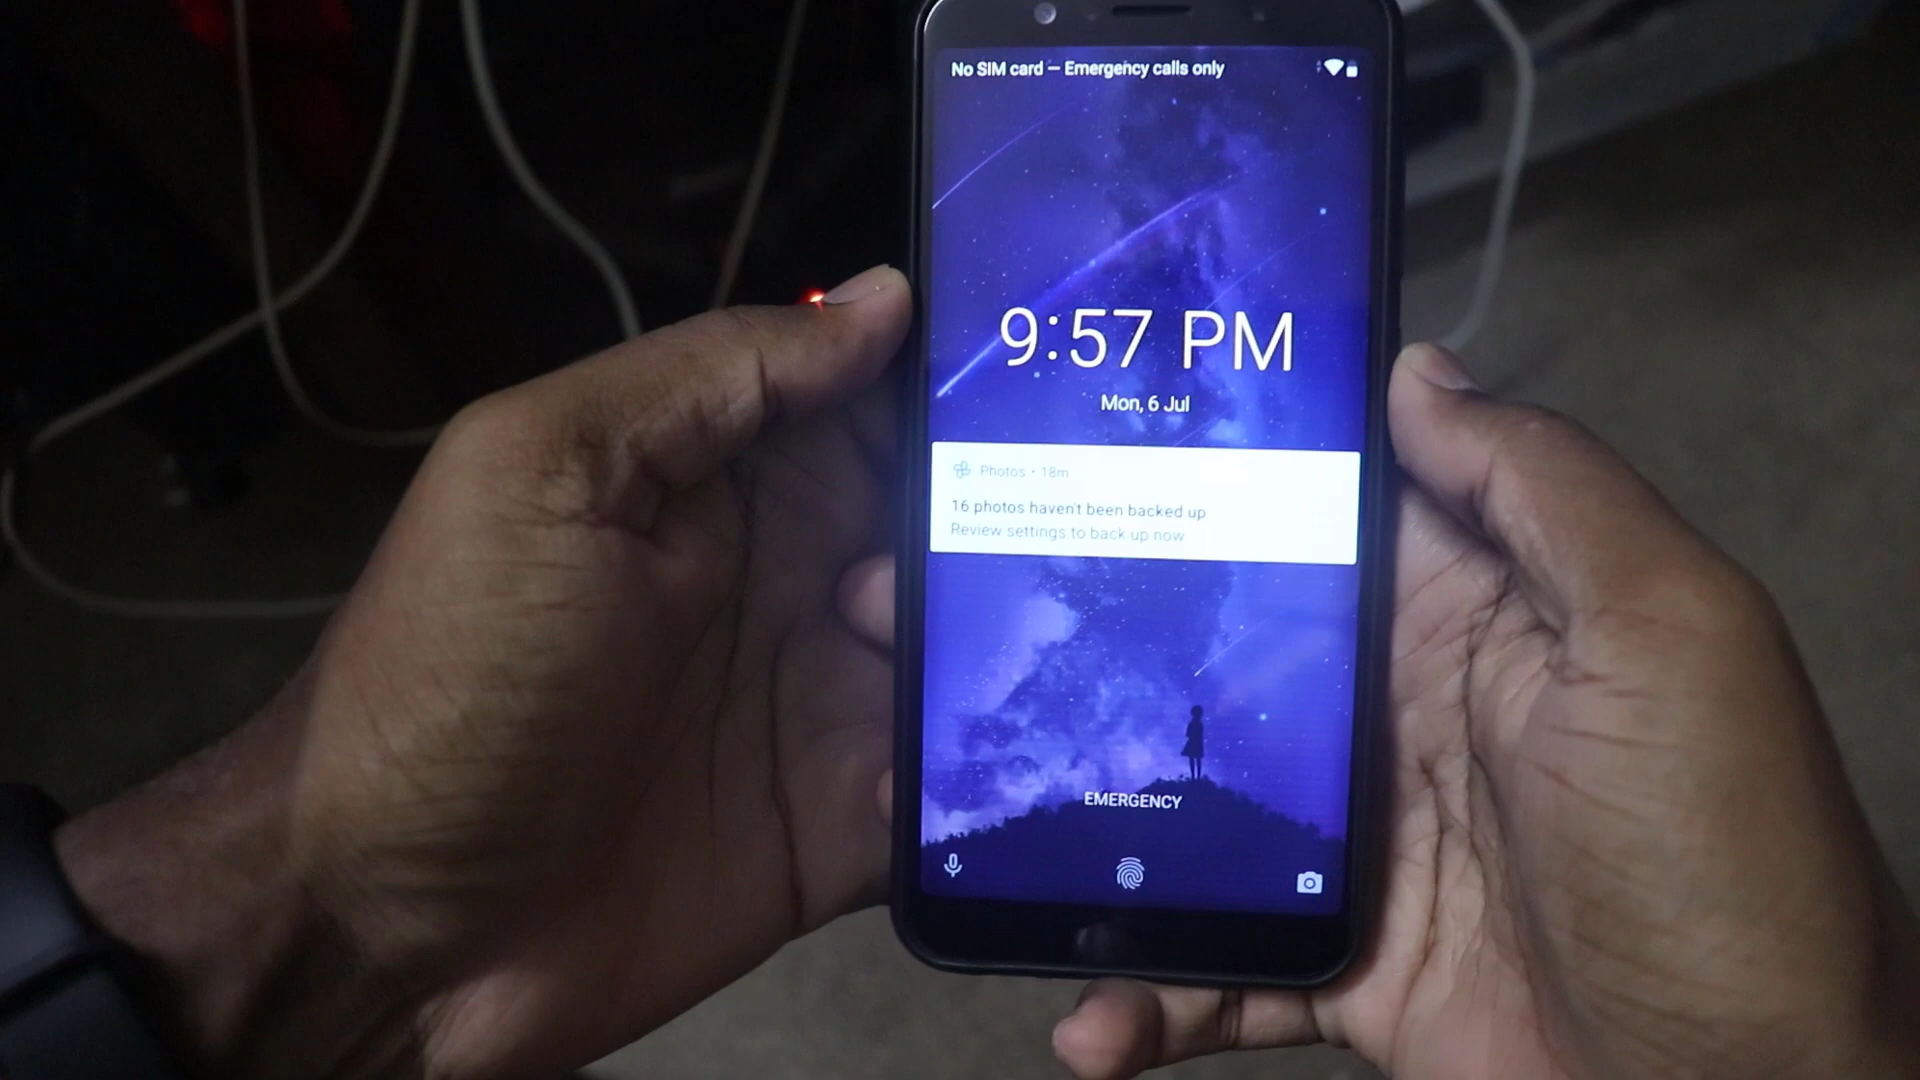 No SIM card — Emergency calls only
9:57 PM
Mon, 6 Jul
Photos • 18m
16 photos haven't been backed up
Review settings to back up now
EMERGENCY